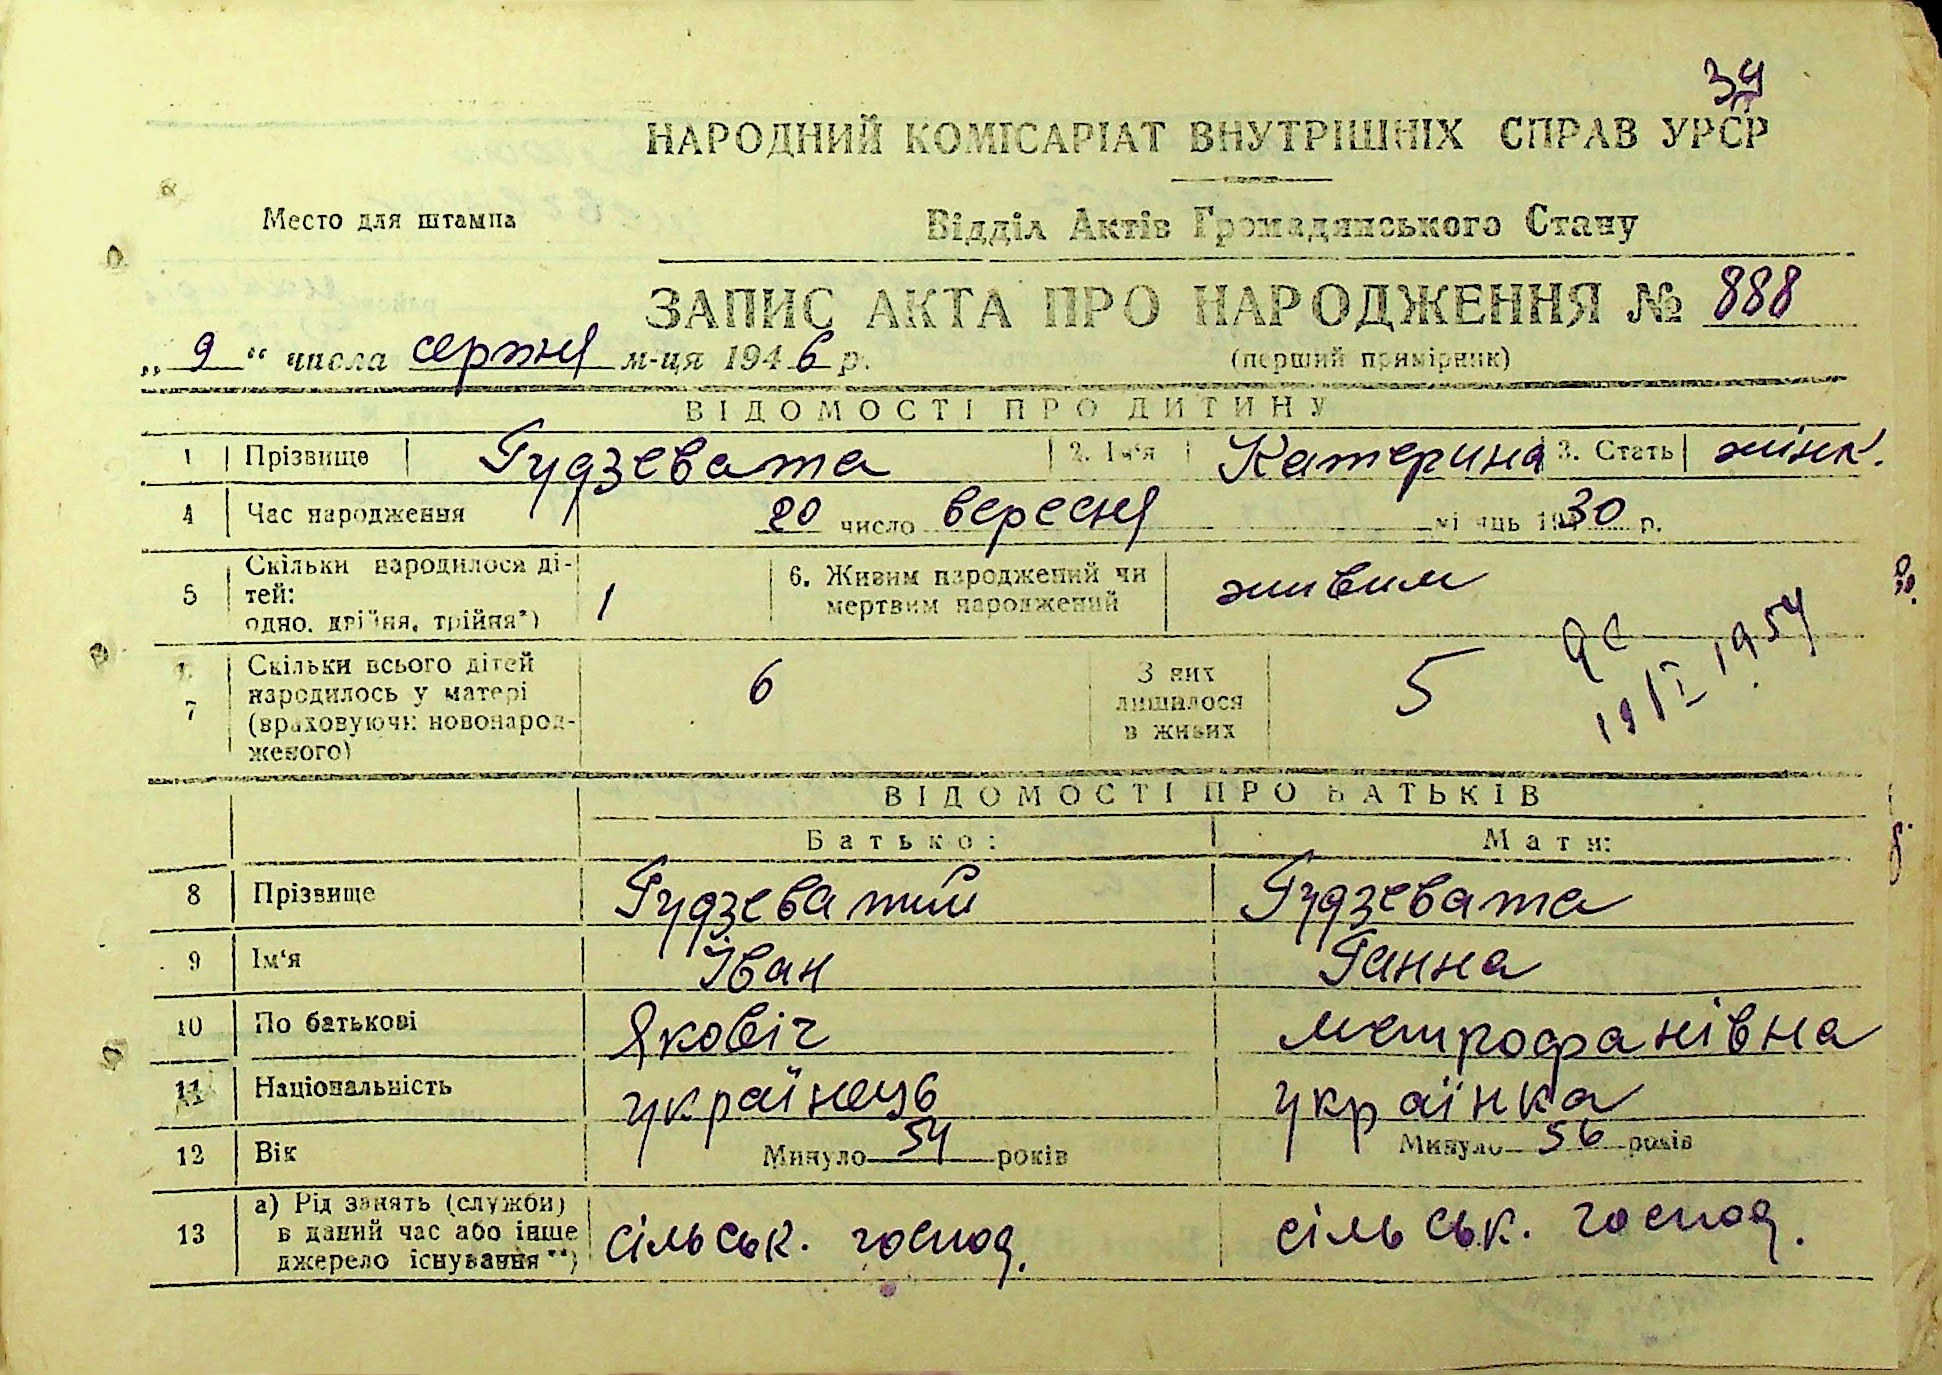 34
НАРОДНИЙ КОМІСАРІАТ ВНУТРІШНІХ СПРАВ УРСР
Место для штампа
Відділ Актів Громадянського Стану
ЗАПИС АКТА ПРО НАРОДЖЕННЯ № 888
„ 9 “ числа серпня м-ця 1946 р.
(перший примірник)
ВІДОМОСТІ ПРО ДИТИНУ
1 Прізвище Гудзевата 2. Ім‘я Катерина 3. Стать жінк.
4 Час народження 20 число вересня місяць 1930 р.
5 Скільки народилося ді-
тей:
одно, двійня, трійня*)
1
6. Живим народжений чи
мертвим народжений
живим
7 Скільки всього дітей
народилось у матері
(враховуючи новонарод-
женого)
6
З них
лишилося
в живих
5
19/I 1954
ВІДОМОСТІ ПРО БАТЬКІВ
Батько: Мати:
8 Прізвище Гудзеватий Гудзевата
9 Ім‘я Іван Ганна
10 По батькові Яковіч Метрофанівна
11 Національність українець українка
12 Вік Минуло 54 років Минуло 56 років
13 а) Рід занять (служби)
в даний час або інше
джерело існування**)
сільськ. господ. сільськ. господ.